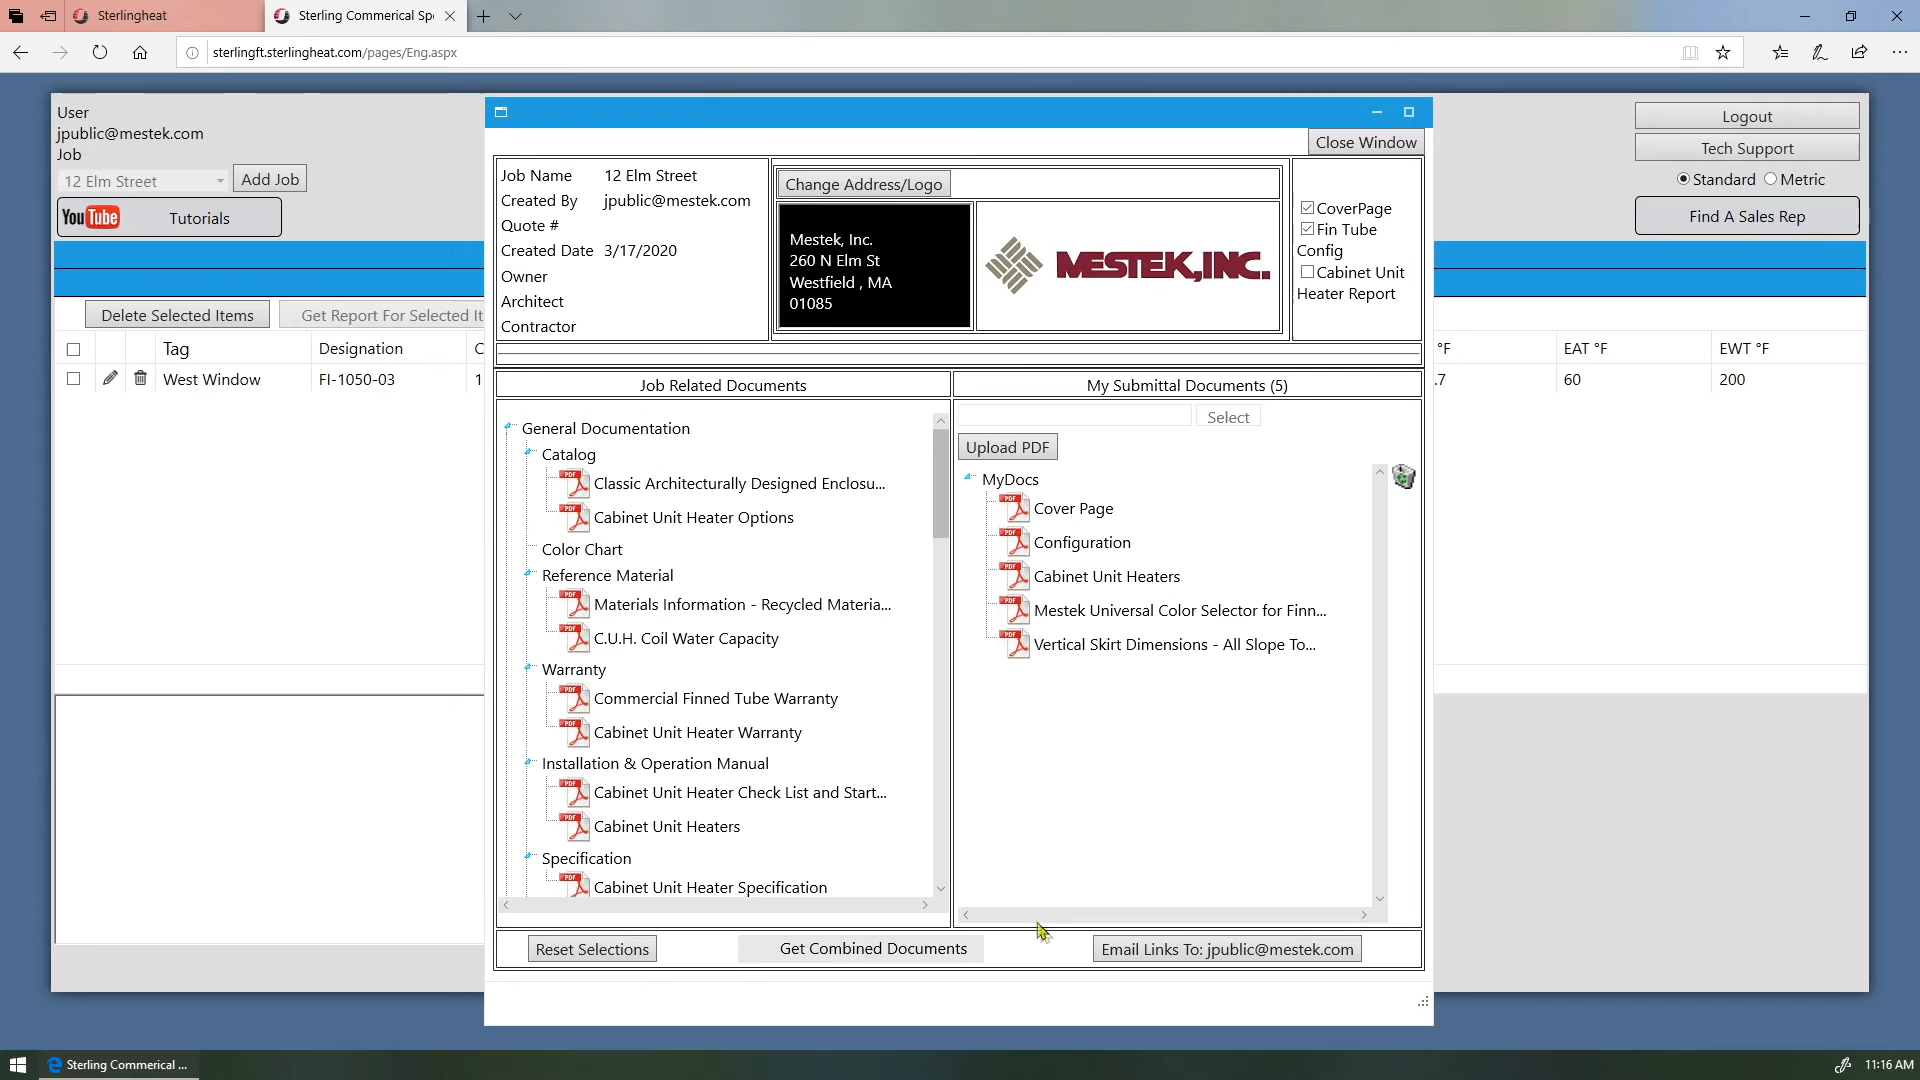 Sterlingheat
Sterling Commerical Sp
sterlingft.sterlingheat.com/pages/Eng.aspx
User
jpublic@mestek.com
Job
12 Elm Street
Add Job
YouTube Tutorials
Logout
Tech Support
Standard Metric
Find A Sales Rep
Delete Selected Items
Get Report For Selected It
Tag
Designation
C
°F
EAT °F
EWT °F
West Window
FI-1050-03
1
.7
60
200
Close Window
Job Name 12 Elm Street
Created By jpublic@mestek.com
Quote #
Created Date 3/17/2020
Owner
Architect
Contractor
Change Address/Logo
Mestek, Inc.
260 N Elm St
Westfield , MA
01085
MESTEK, INC.
CoverPage
Fin Tube
Config
Cabinet Unit
Heater Report
Job Related Documents
General Documentation
Catalog
Classic Architecturally Designed Enclosu...
Cabinet Unit Heater Options
Color Chart
Reference Material
Materials Information - Recycled Materia...
C.U.H. Coil Water Capacity
Warranty
Commercial Finned Tube Warranty
Cabinet Unit Heater Warranty
Installation & Operation Manual
Cabinet Unit Heater Check List and Start...
Cabinet Unit Heaters
Specification
Cabinet Unit Heater Specification
My Submittal Documents (5)
Select
Upload PDF
MyDocs
Cover Page
Configuration
Cabinet Unit Heaters
Mestek Universal Color Selector for Finn...
Vertical Skirt Dimensions - All Slope To...
Reset Selections
Get Combined Documents
Email Links To: jpublic@mestek.com
Sterling Commerical ...
11:16 AM